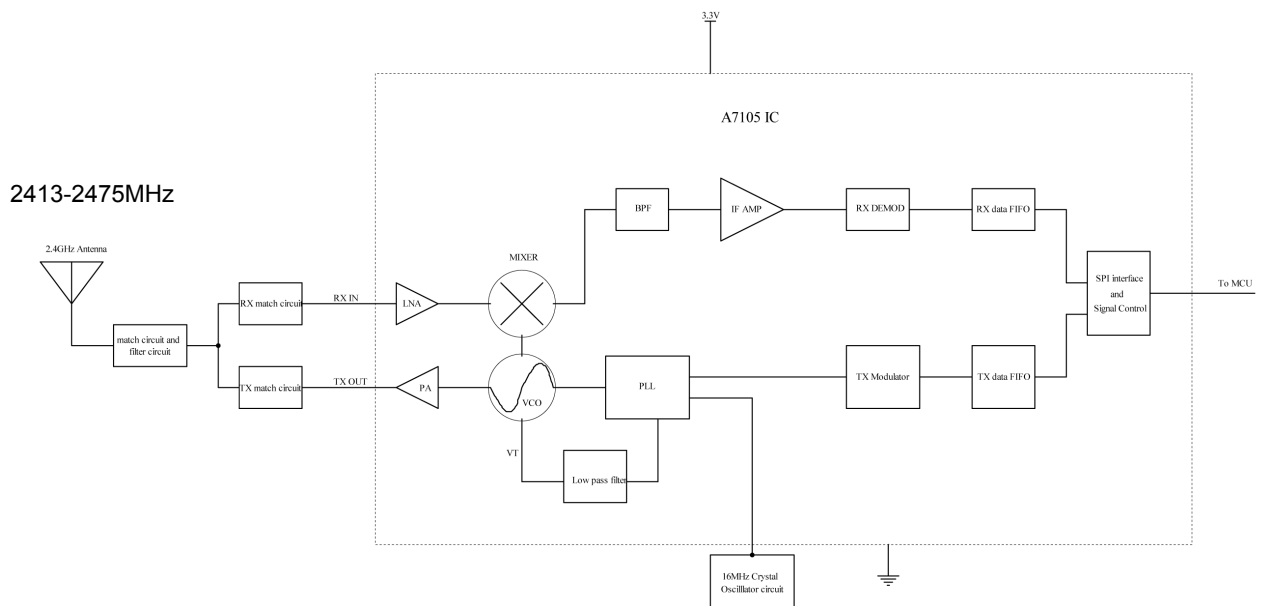 3.3V
A7105 IC
2413-2475MHz
2.4GHz Antenna
BPF
IF AMP
RX DEMOD
RX data FIFO
MIXER
SPI interface
and
Signal Control
To MCU
RX match circuit
RX IN
LNA
match circuit and
filter circuit
TX match circuit
TX OUT
PA
VCO
PLL
TX Modulator
TX data FIFO
VT
Low pass filter
16MHz Crystal
Oscilllator circuit